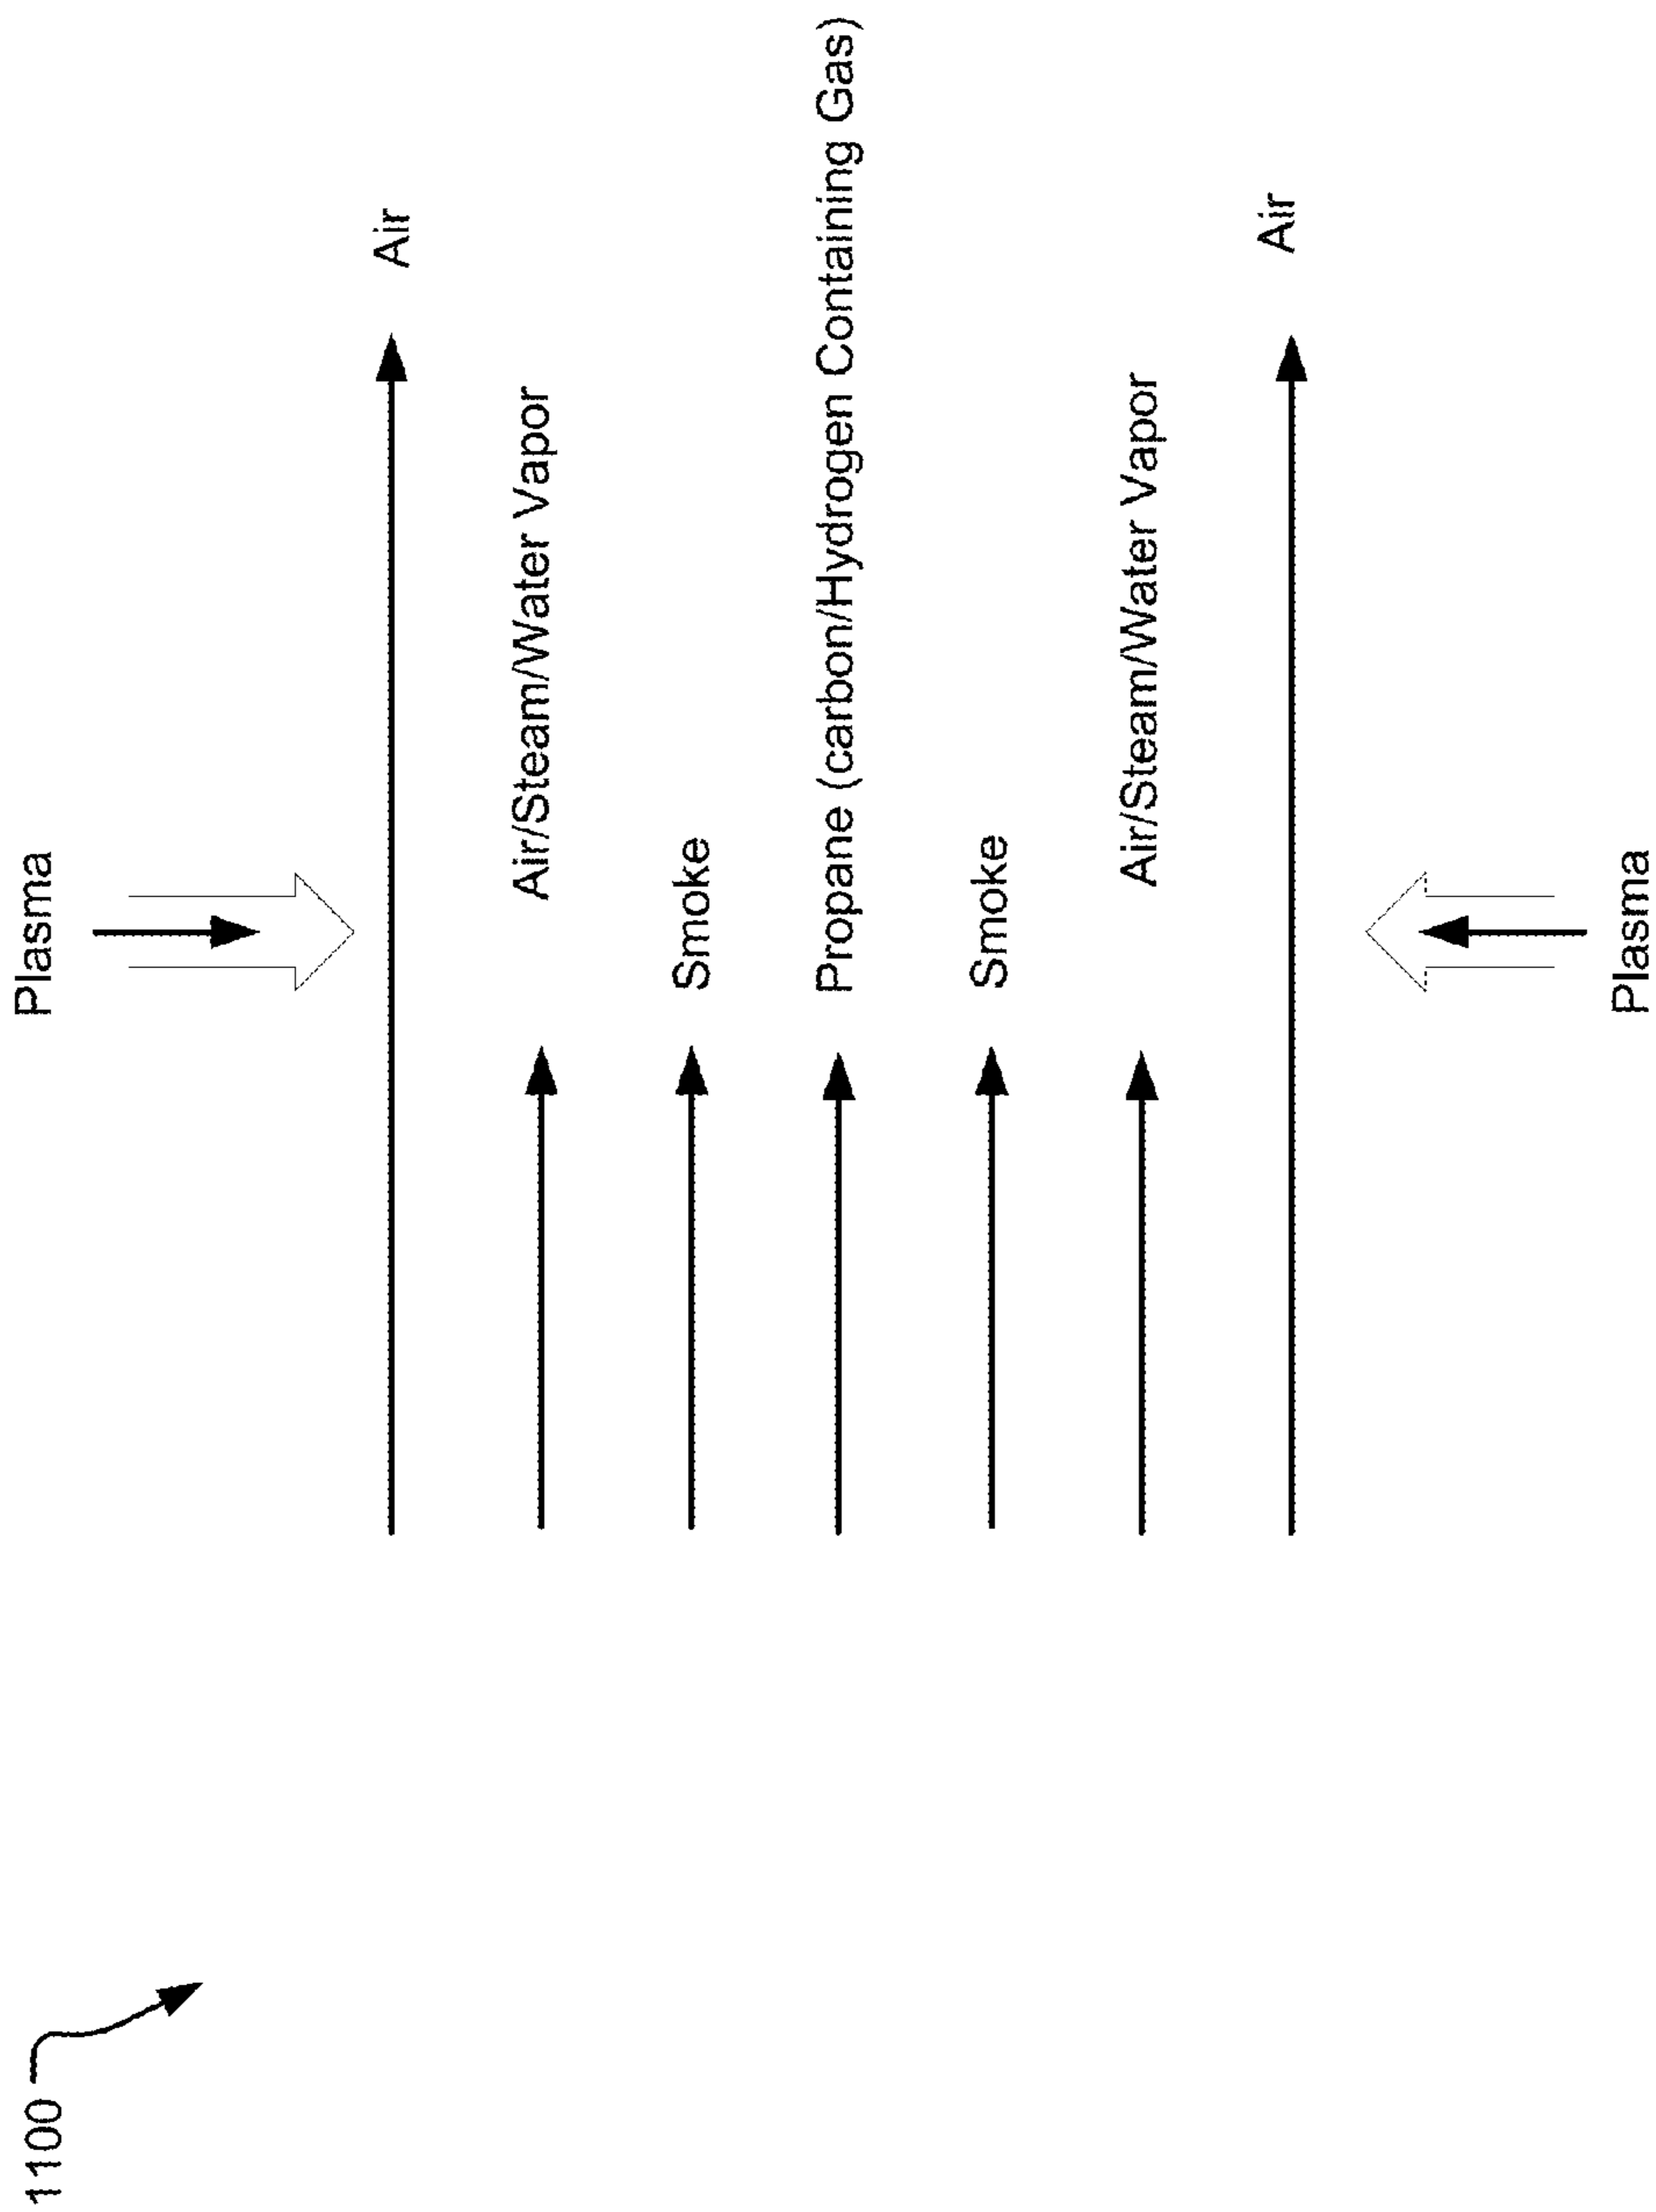 1100
Plasma
Air
Air/Steam/Water Vapor
Smoke
Propane (carbon/Hydrogen Containing Gas)
Smoke
Air/Steam/Water Vapor
Air
Plasma